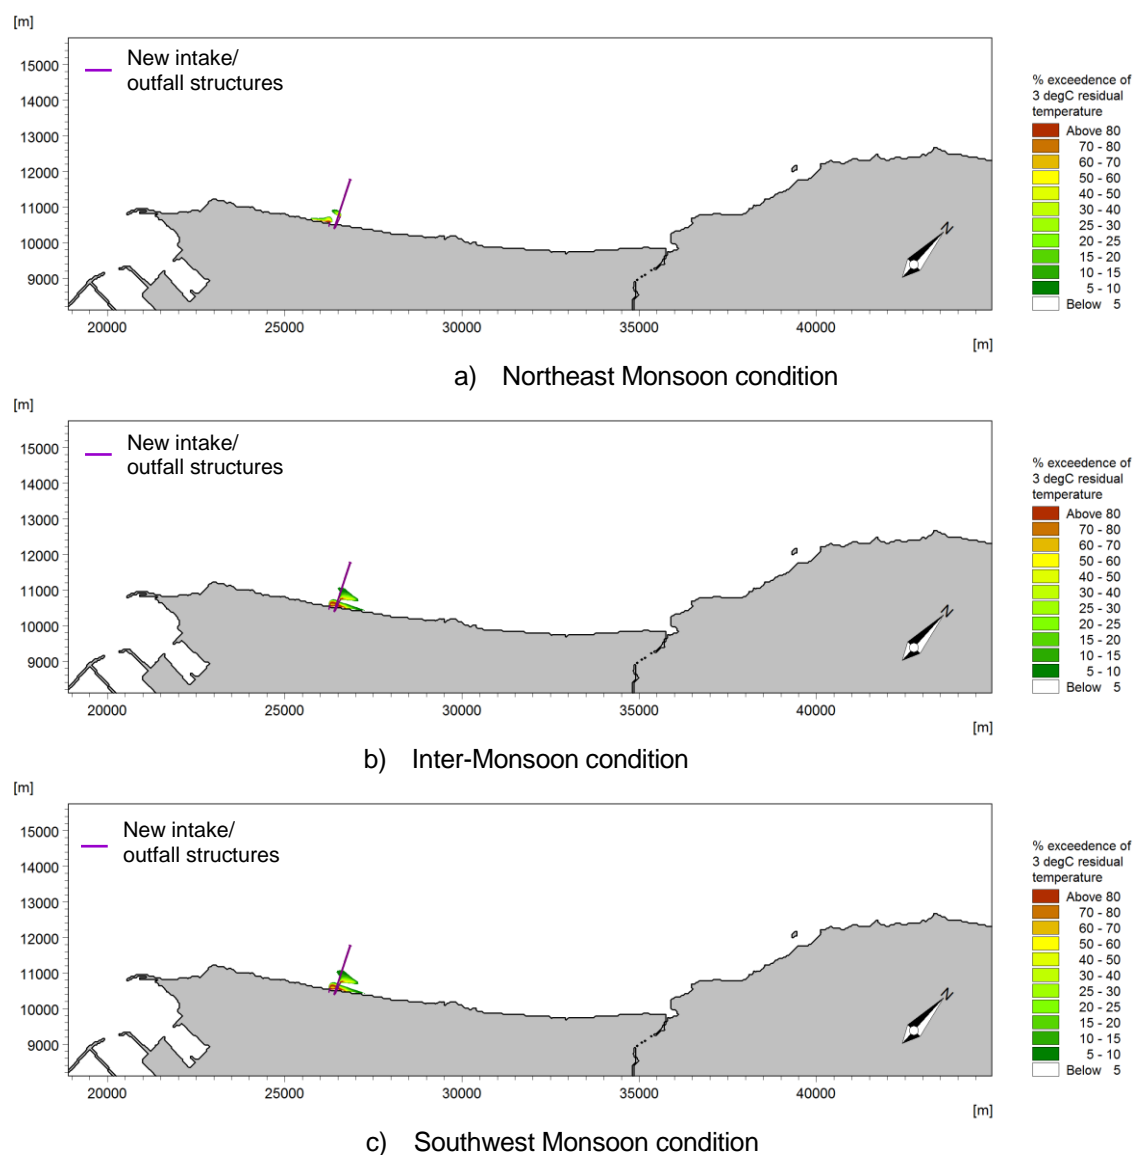 [m]
New intake/
outfall structures
15000
14000
13000
12000
11000
10000
9000
20000 25000 30000 35000 40000
[m]
N
% exceedence of
3 degC residual
temperature
Above 80
70 - 80
60 - 70
50 - 60
40 - 50
30 - 40
25 - 30
20 - 25
15 - 20
10 - 15
5 - 10
Below 5
a) Northeast Monsoon condition
[m]
New intake/
outfall structures
15000
14000
13000
12000
11000
10000
9000
20000 25000 30000 35000 40000
[m]
N
% exceedence of
3 degC residual
temperature
Above 80
70 - 80
60 - 70
50 - 60
40 - 50
30 - 40
25 - 30
20 - 25
15 - 20
10 - 15
5 - 10
Below 5
b) Inter-Monsoon condition
[m]
New intake/
outfall structures
15000
14000
13000
12000
11000
10000
9000
20000 25000 30000 35000 40000
[m]
N
% exceedence of
3 degC residual
temperature
Above 80
70 - 80
60 - 70
50 - 60
40 - 50
30 - 40
25 - 30
20 - 25
15 - 20
10 - 15
5 - 10
Below 5
c) Southwest Monsoon condition